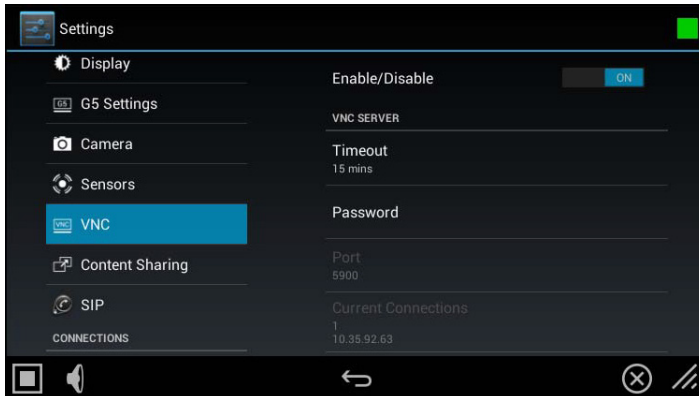 Settings
Display
G5 G5 Settings
Camera
Sensors
VNC VNC
Content Sharing
SIP
CONNECTIONS
Enable/Disable
ON
VNC SERVER
Timeout
15 mins
Password
Port
5900
Current Connections
1
10.35.92.63